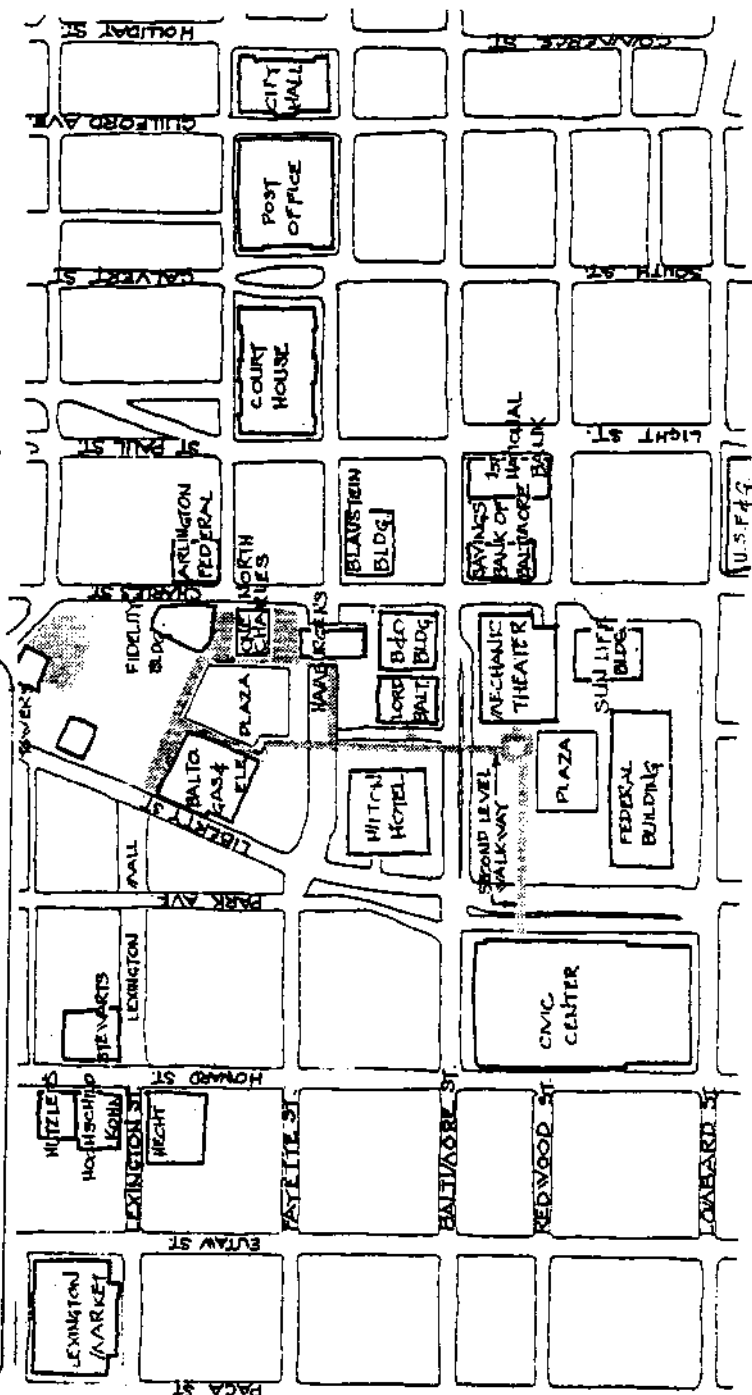 HOLLIDAY ST.
COMMERCE ST.
CITY
HALL
GUILFORD AVE.
POST
OFFICE
CALVERT ST.
SOUTH ST.
COURT
HOUSE
ST. PAUL ST.
LIGHT ST.
ARLINGTON
FEDERAL
BLAUSTEIN
BLDG.
SAVINGS
BANK OF
BALTIMORE
1ST
NATIONAL
BANK
U.S.F & G.
CHARLES ST.
FIDELITY
BLDG
ONE NORTH
CHARLES
HAMBURGERS
B&O
BLDG
LORD
BALT.
MECHANIC
THEATER
SUN LIFE
BLDG.
TOWERS
PLAZA
BALTO
GAS &
ELE
LIBERTY ST.
HILTON
HOTEL
SECOND LEVEL
WALKWAY
PLAZA
FEDERAL
BUILDING
MALL
PARK AVE.
LEXINGTON
STEWARTS
CIVIC
CENTER
HOWARD ST.
HUTZLER
HOCHSCHILD
KOHN
HECHT
LEXINGTON ST.
FAYETTE ST
BALTIMORE ST
REDWOOD ST.
LOMBARD ST
EUTAW ST.
LEXINGTON
MARKET
PACA ST